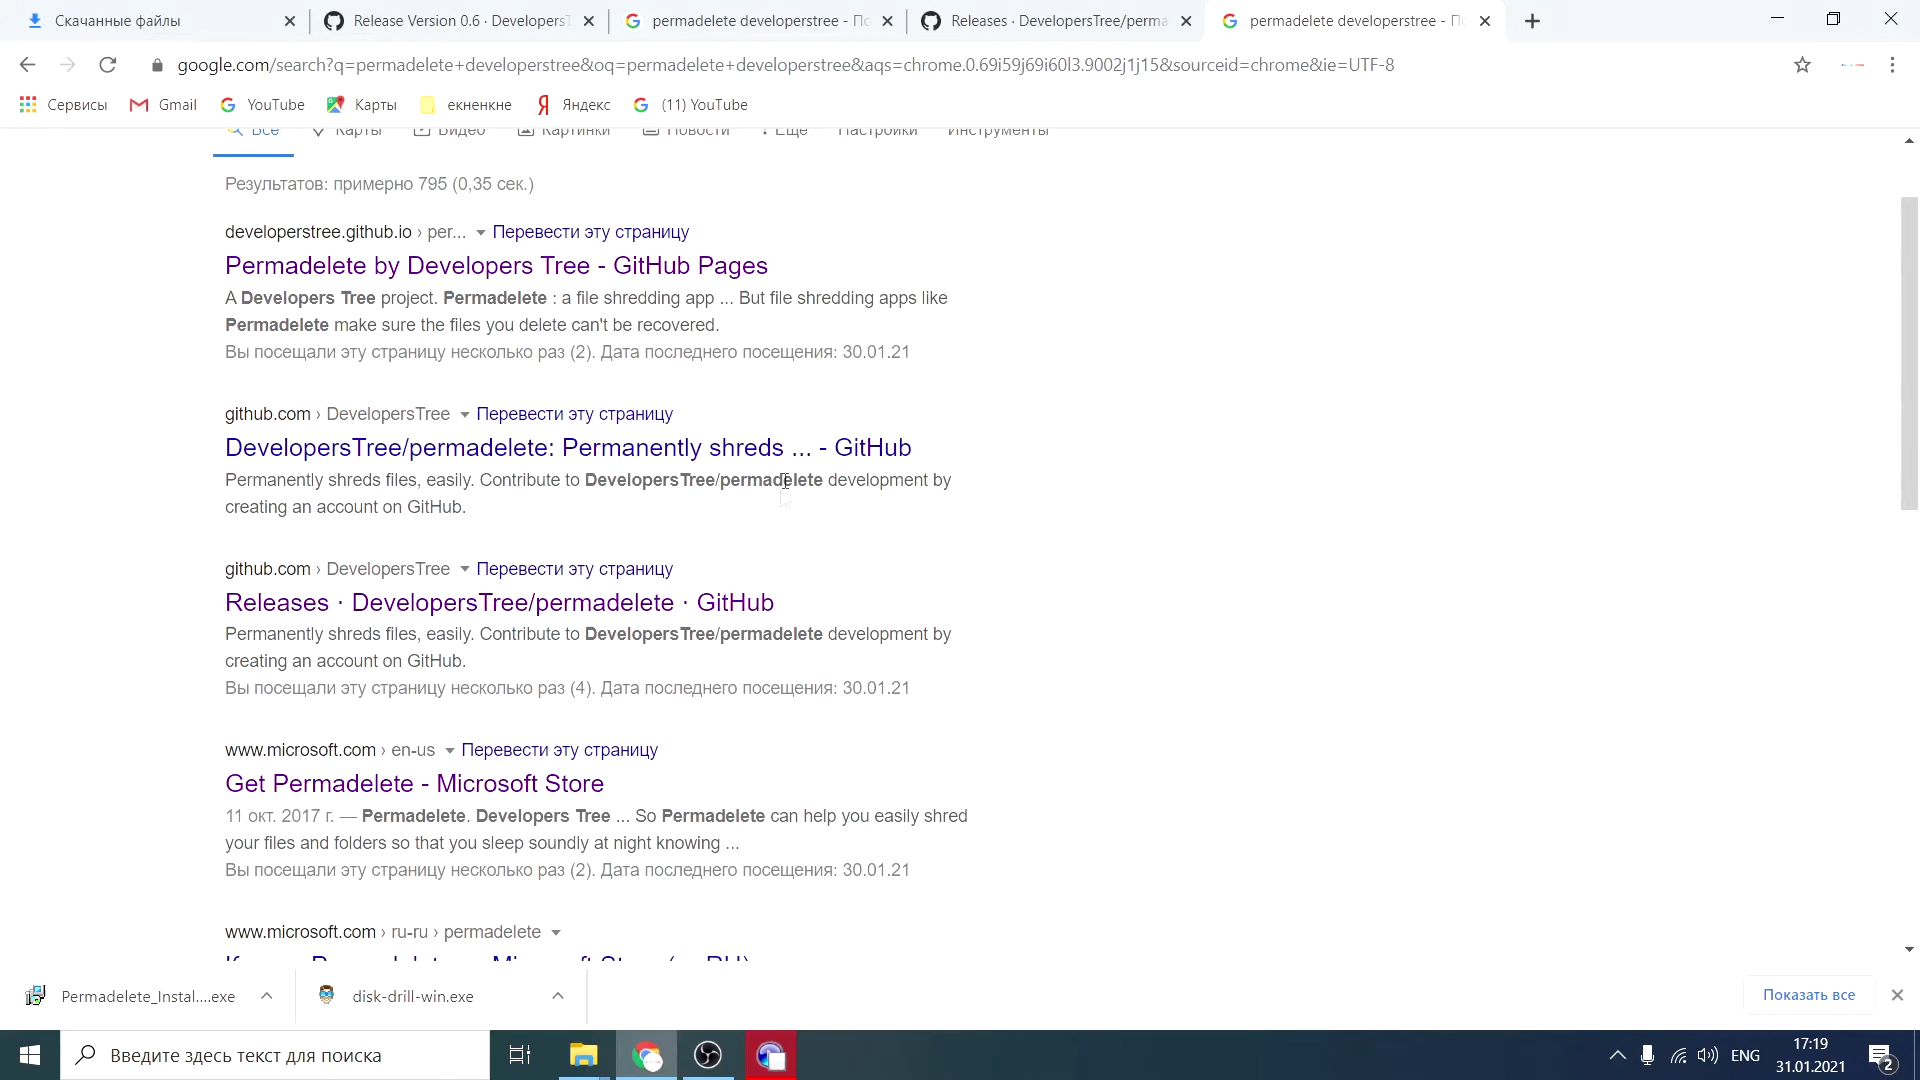 Скачанные файлы
Release Version 0.6 · DevelopersT
permadelete developerstree - По
Releases · DevelopersTree/perma
permadelete developerstree - По
google.com/search?q=permadelete+developerstree&oq=permadelete+developerstree&aqs=chrome.0.69i59j69i60l3.9002j1j15&sourceid=chrome&ie=UTF-8
Сервисы
Gmail
YouTube
Карты
екненкне
Яндекс
(11) YouTube
Все
Карты
Видео
Картинки
Новости
Ещё
Настройки
Инструменты
Результатов: примерно 795 (0,35 сек.)
developerstree.github.io › per... Перевести эту страницу
Permadelete by Developers Tree - GitHub Pages
A Developers Tree project. Permadelete : a file shredding app ... But file shredding apps like
Permadelete make sure the files you delete can't be recovered.
Вы посещали эту страницу несколько раз (2). Дата последнего посещения: 30.01.21
github.com › DevelopersTree Перевести эту страницу
DevelopersTree/permadelete: Permanently shreds ... - GitHub
Permanently shreds files, easily. Contribute to DevelopersTree/permadelete development by
creating an account on GitHub.
github.com › DevelopersTree Перевести эту страницу
Releases · DevelopersTree/permadelete · GitHub
Permanently shreds files, easily. Contribute to DevelopersTree/permadelete development by
creating an account on GitHub.
Вы посещали эту страницу несколько раз (4). Дата последнего посещения: 30.01.21
www.microsoft.com › en-us Перевести эту страницу
Get Permadelete - Microsoft Store
11 окт. 2017 г. — Permadelete. Developers Tree ... So Permadelete can help you easily shred
your files and folders so that you sleep soundly at night knowing ...
Вы посещали эту страницу несколько раз (2). Дата последнего посещения: 30.01.21
www.microsoft.com › ru-ru › permadelete
Permadelete_Instal....exe
disk-drill-win.exe
Показать все
Введите здесь текст для поиска
ENG
17:19
31.01.2021
2